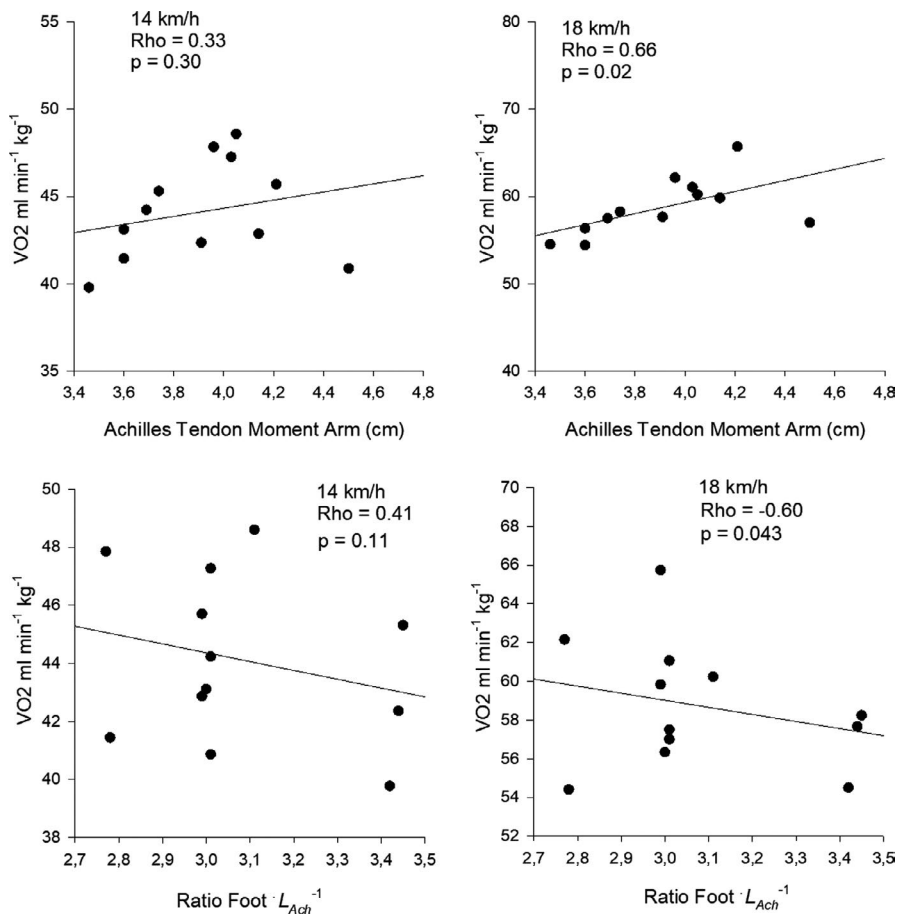 14 km/h
Rho = 0.33
p = 0.30
VO2 ml min⁻¹ kg⁻¹
55
50
45
40
35
3,4 3,6 3,8 4,0 4,2 4,4 4,6 4,8
Achilles Tendon Moment Arm (cm)
18 km/h
Rho = 0.66
p = 0.02
VO2 ml min⁻¹ kg⁻¹
80
70
60
50
40
3,4 3,6 3,8 4,0 4,2 4,4 4,6 4,8
Achilles Tendon Moment Arm (cm)
14 km/h
Rho = 0.41
p = 0.11
VO2 ml min⁻¹ kg⁻¹
50
48
46
44
42
40
38
2,7 2,8 2,9 3,0 3,1 3,2 3,3 3,4 3,5
Ratio Foot · L_Ach⁻¹
18 km/h
Rho = -0.60
p = 0.043
VO2 ml min⁻¹ kg⁻¹
70
68
66
64
62
60
58
56
54
52
2,7 2,8 2,9 3,0 3,1 3,2 3,3 3,4 3,5
Ratio Foot · L_Ach⁻¹